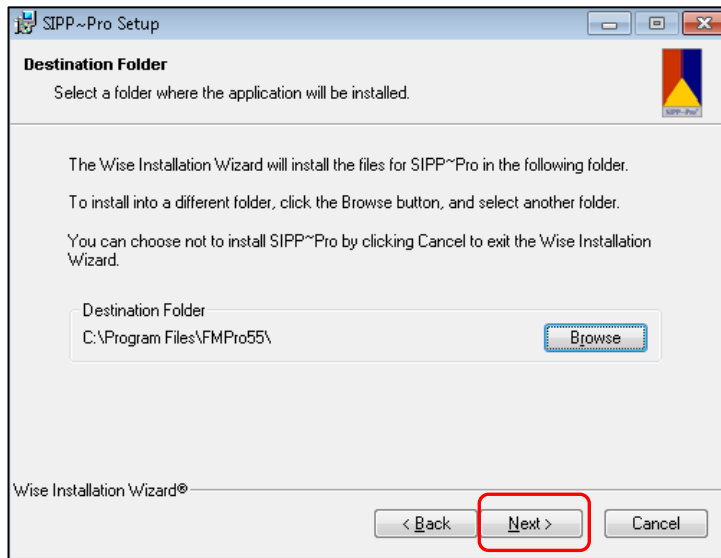 SIPP~Pro Setup
Destination Folder
Select a folder where the application will be installed.
SIPP~Pro
The Wise Installation Wizard will install the files for SIPP~Pro in the following folder.
To install into a different folder, click the Browse button, and select another folder.
You can choose not to install SIPP~Pro by clicking Cancel to exit the Wise Installation
Wizard.
Destination Folder
C:\Program Files\FMPro55\
Browse
Wise Installation Wizard®
< Back
Next >
Cancel